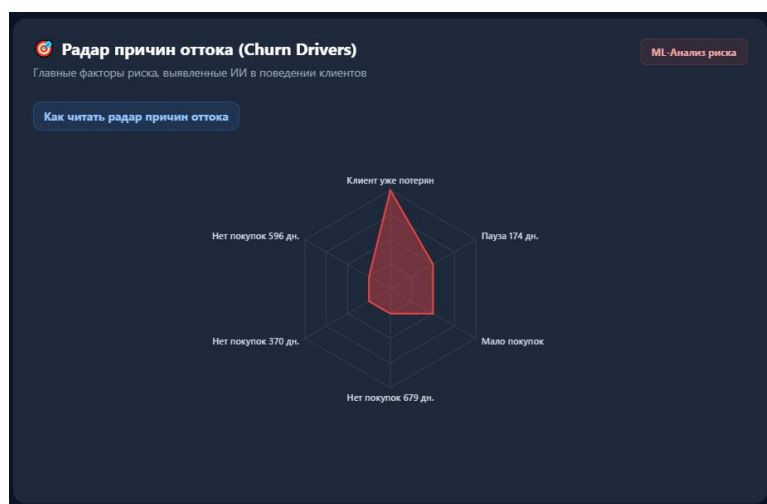 🎯 Радар причин оттока (Churn Drivers)
ML-Анализ риска
Главные факторы риска, выявленные ИИ в поведении клиентов
Как читать радар причин оттока
Клиент уже потерян
Нет покупок 596 дн.
Пауза 174 дн.
Нет покупок 370 дн.
Мало покупок
Нет покупок 679 дн.